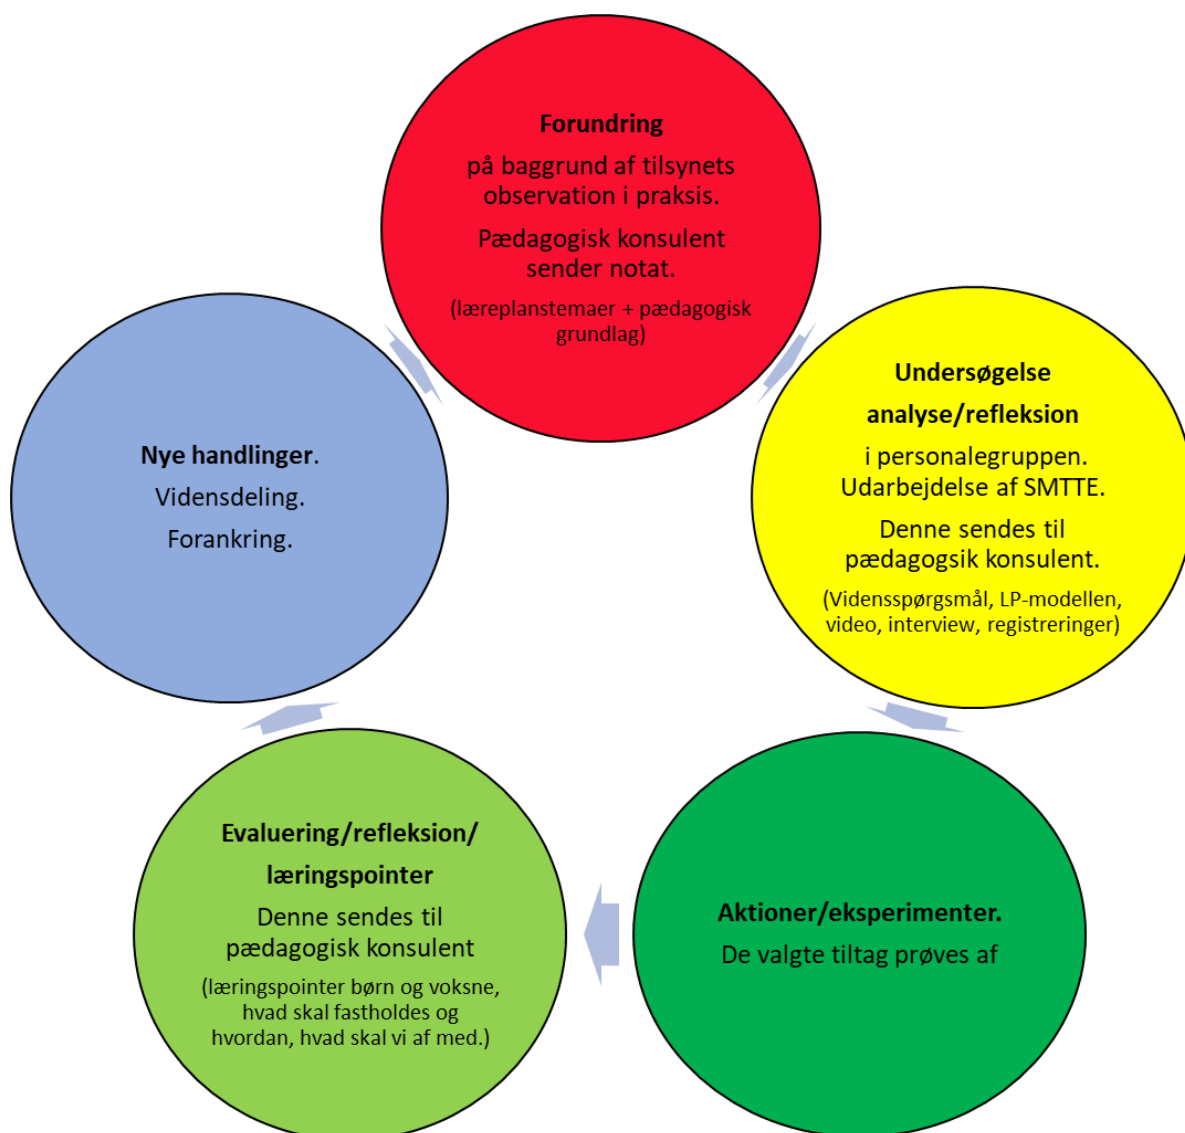 Forundring
på baggrund af tilsynets
observation i praksis.
Pædagogisk konsulent
sender notat.
(læreplanstemaer + pædagogisk
grundlag)
Undersøgelse
analyse/refleksion
i personalegruppen.
Udarbejdelse af SMTTE.
Denne sendes til
pædagogsik konsulent.
(Vidensspørgsmål, LP-modellen,
video, interview, registreringer)
Aktioner/eksperimenter.
De valgte tiltag prøves af
Evaluering/refleksion/
læringspointer
Denne sendes til
pædagogisk konsulent
(læringspointer børn og voksne,
hvad skal fastholdes og
hvordan, hvad skal vi af med.)
Nye handlinger.
Vidensdeling.
Forankring.